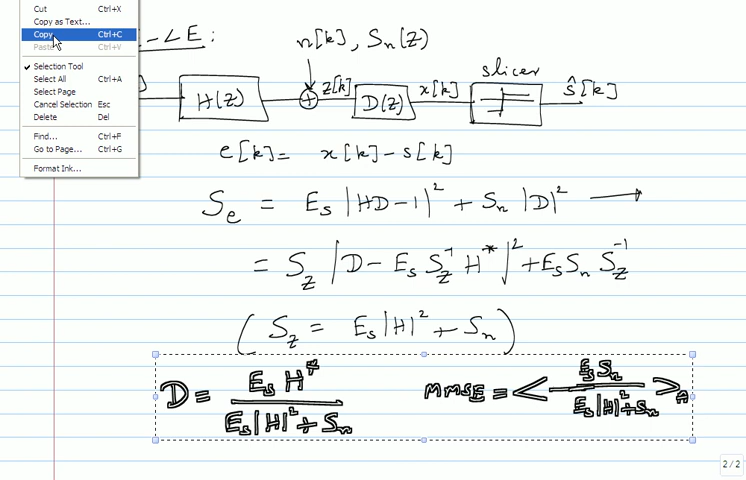 Cut Ctrl+X
Copy as Text...
Copy Ctrl+C
Paste Ctrl+V
Selection Tool
Select All Ctrl+A
Select Page
Cancel Selection Esc
Delete Del
Find... Ctrl+F
Go to Page... Ctrl+G
Format Ink...
-LE:
n[k], Sn(z)
H(z) + z[k] D(z) x[k] slicer ŝ[k]
e[k] = x[k] - s[k]
Se = Es |HD-1|² + Sn |D|² →
= Sz |D - Es Sz⁻¹ H*|² + Es Sn Sz⁻¹
(Sz = Es|H|² + Sn)
D = Es H* / (Es|H|² + Sn) MMSE = < Es Sn / (Es|H|² + Sn) >A
2 / 2